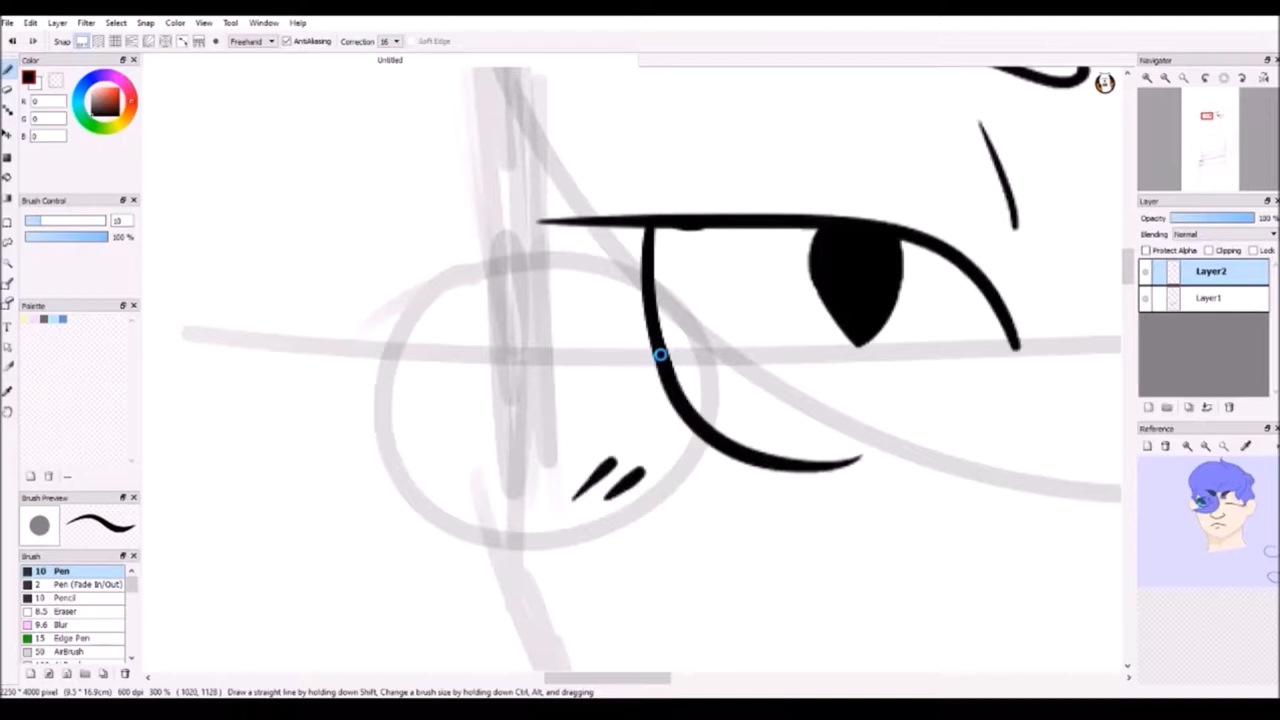 File Edit Layer Filter Select Snap Color View Tool Window Help
Snap Freehand AntiAliasing Correction 16 Soft Edge
Color
Untitled
Navigator
R 0
G 0
B 0
Brush Control
10
100 %
Layer
Opacity 100 %
Blending Normal
Protect Alpha Clipping Lock
Layer2
Layer1
Palette
Reference
Brush Preview
Brush
10 Pen
2 Pen (Fade In/Out)
10 Pencil
8.5 Eraser
9.6 Blur
15 Edge Pen
50 AirBrush
2250 * 4000 pixel (9.5 * 16.9cm) 600 dpi 300 % ( 1020, 1128 ) Draw a straight line by holding down Shift, Change a brush size by holding down Ctrl, Alt, and dragging